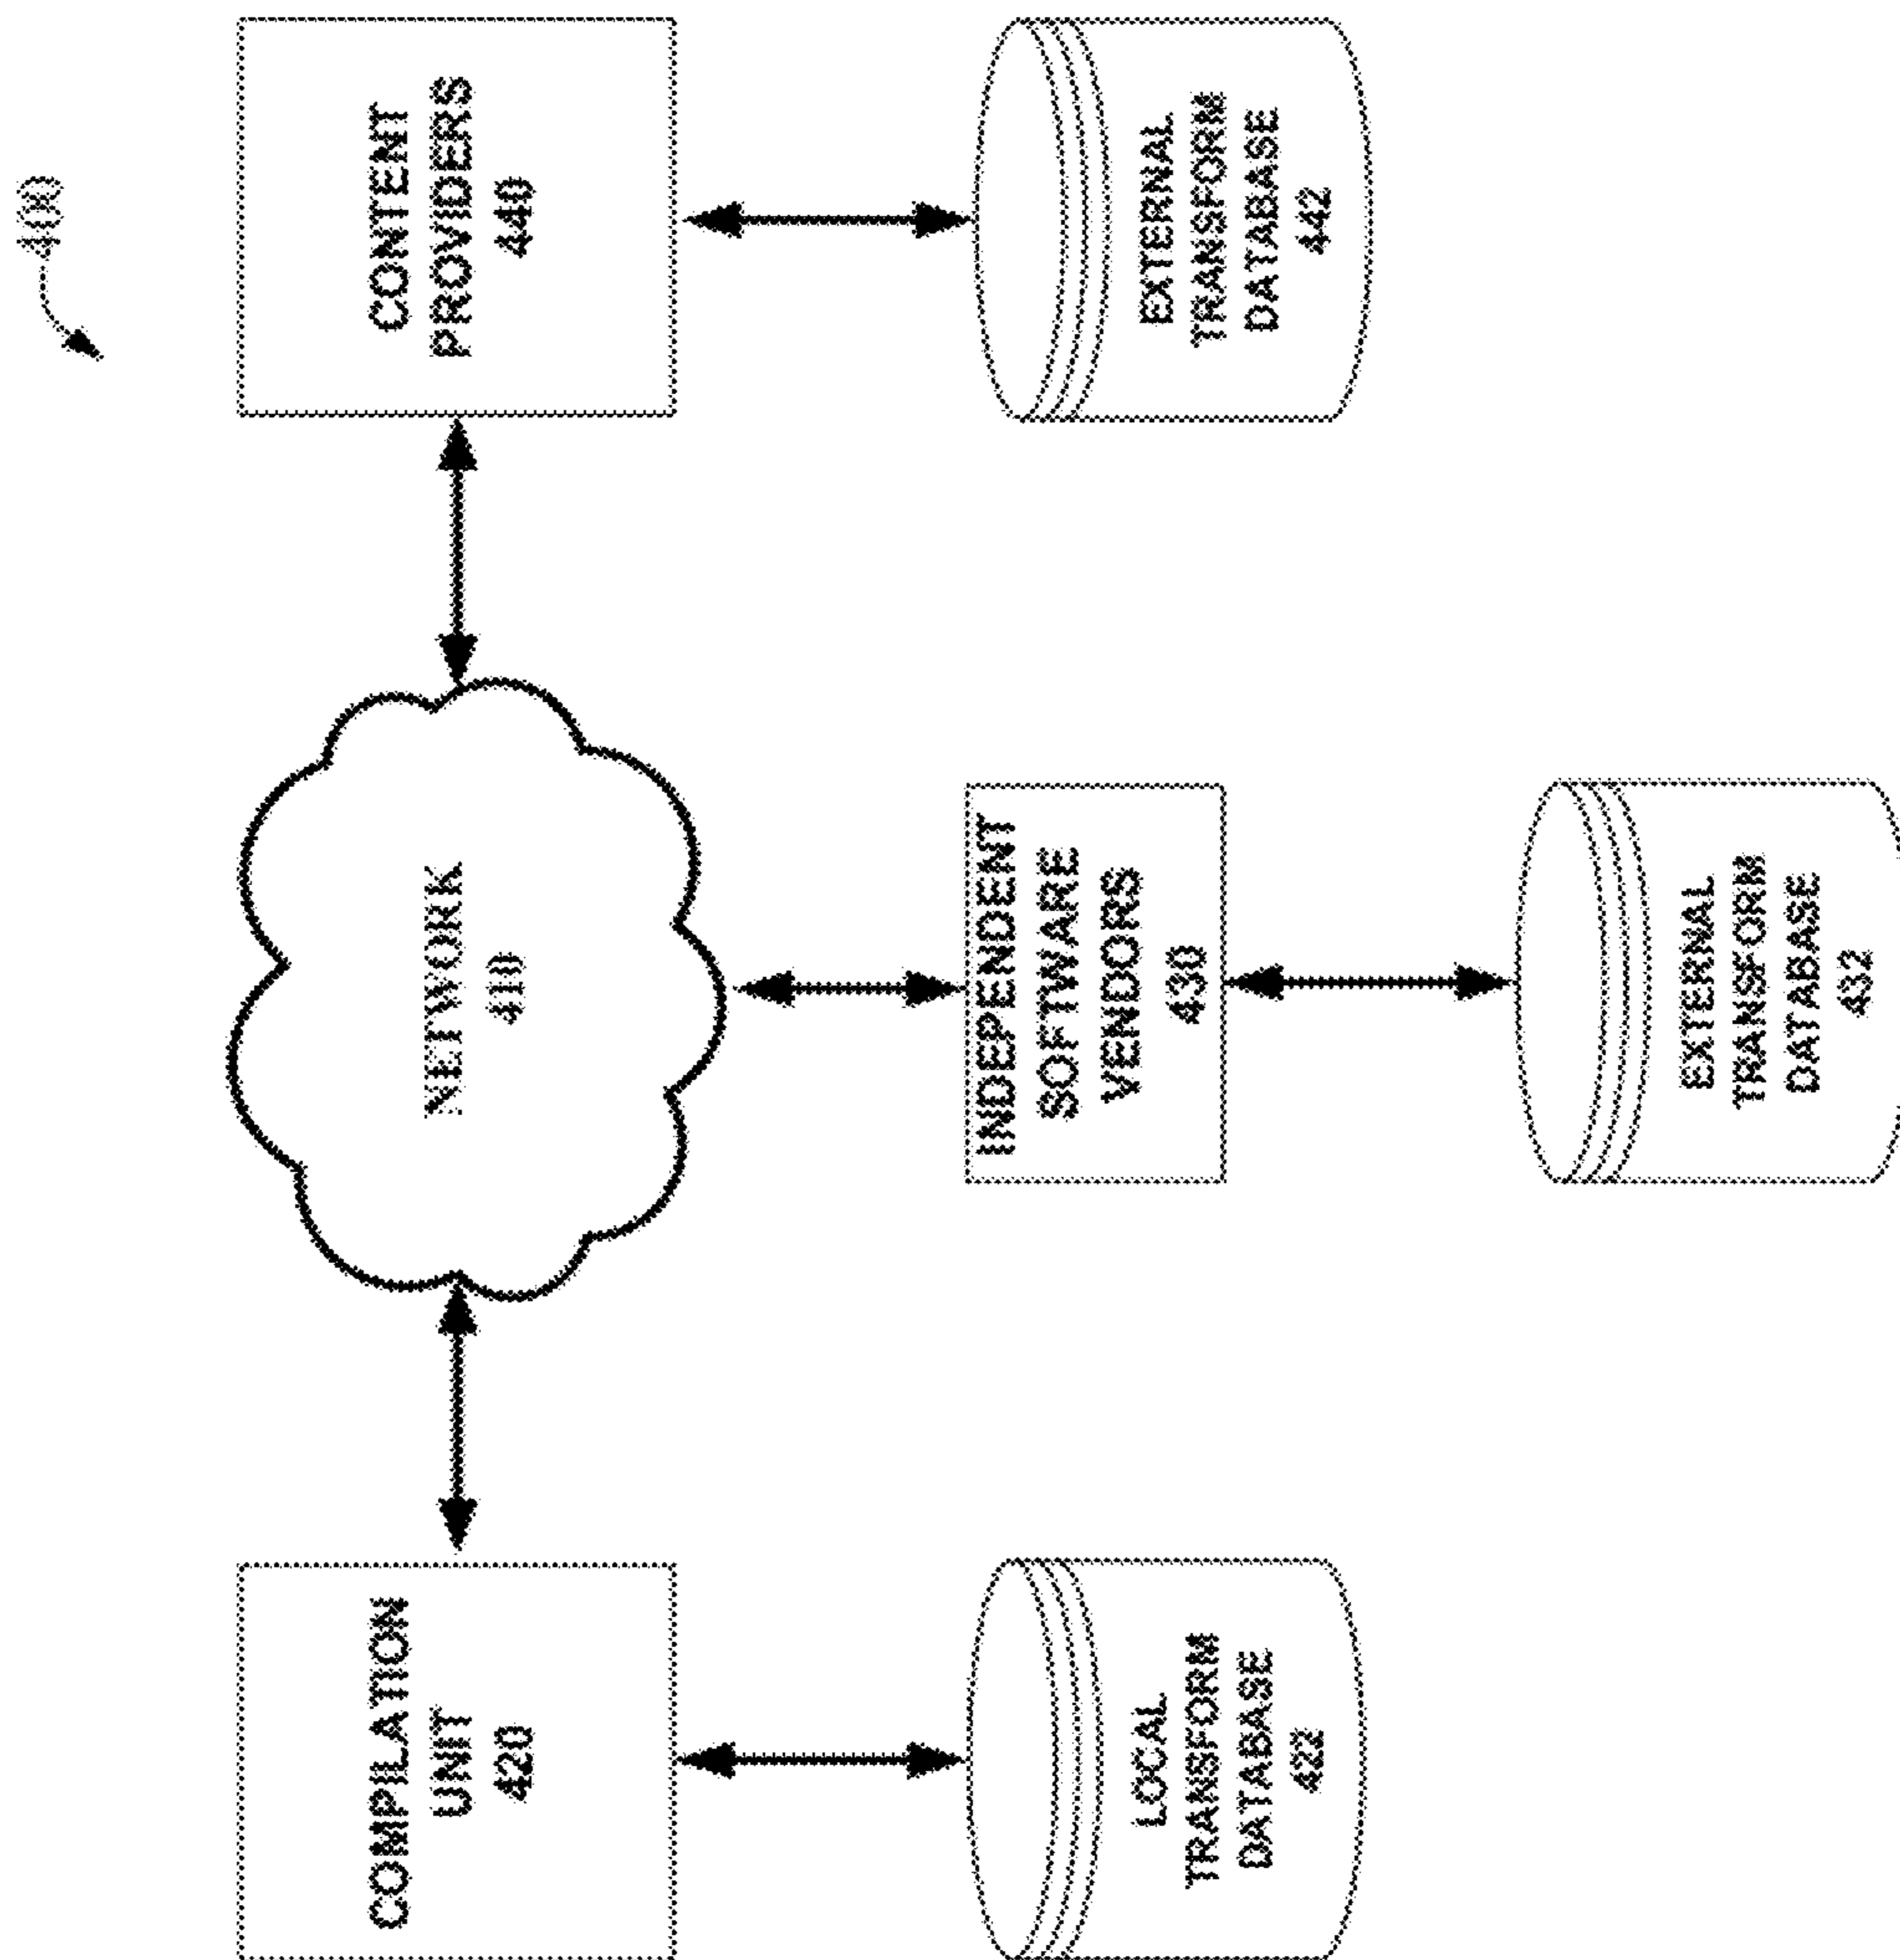 400
COMPILATION
UNIT
420
NETWORK
410
CONTENT
PROVIDERS
440
LOCAL
TRANSFORM
DATABASE
422
INDEPENDENT
SOFTWARE
VENDORS
430
EXTERNAL
TRANSFORM
DATABASE
442
EXTERNAL
TRANSFORM
DATABASE
432